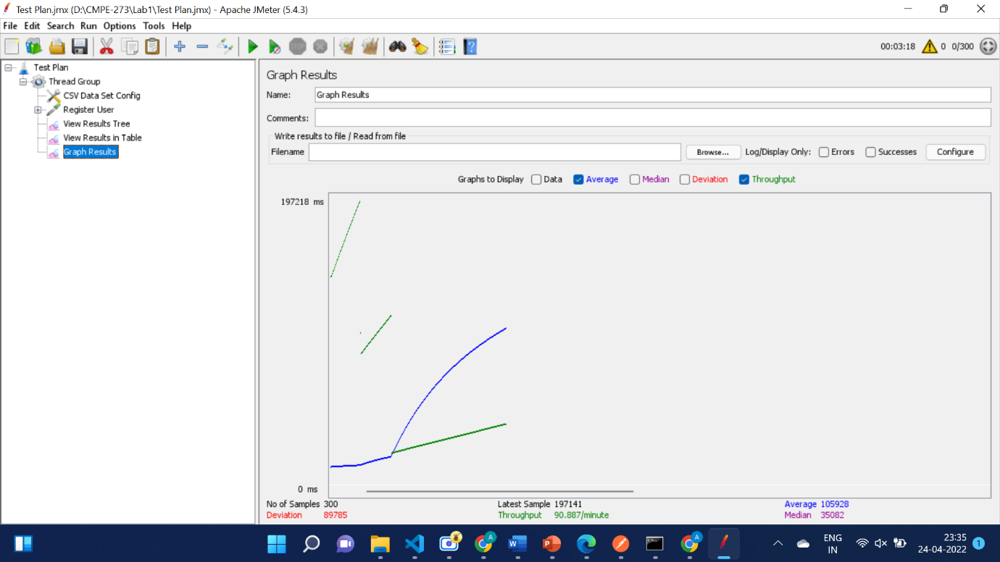 Test Plan.jmx (D:\CMPE-273\Lab1\Test Plan.jmx) - Apache JMeter (5.4.3)
File Edit Search Run Options Tools Help
STOP
00:03:18 0 0/300
Test Plan
Thread Group
CSV Data Set Config
Register User
View Results Tree
View Results in Table
Graph Results
Graph Results
Name: Graph Results
Comments:
Write results to file / Read from file
Filename Browse... Log/Display Only: Errors Successes Configure
Graphs to Display Data Average Median Deviation Throughput
197218 ms
0 ms
No of Samples 300 Latest Sample 197141 Average 105928
Deviation 89785 Throughput 90.887/minute Median 35082
A W P A
ENG
IN
23:35
24-04-2022
1